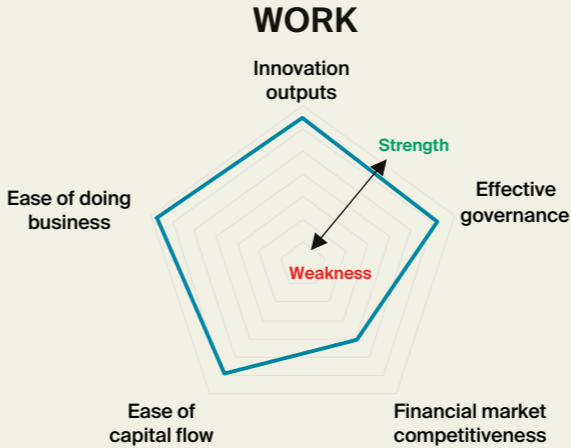 WORK
Innovation
outputs
Strength
Ease of doing
business
Effective
governance
Weakness
Ease of
capital flow
Financial market
competitiveness